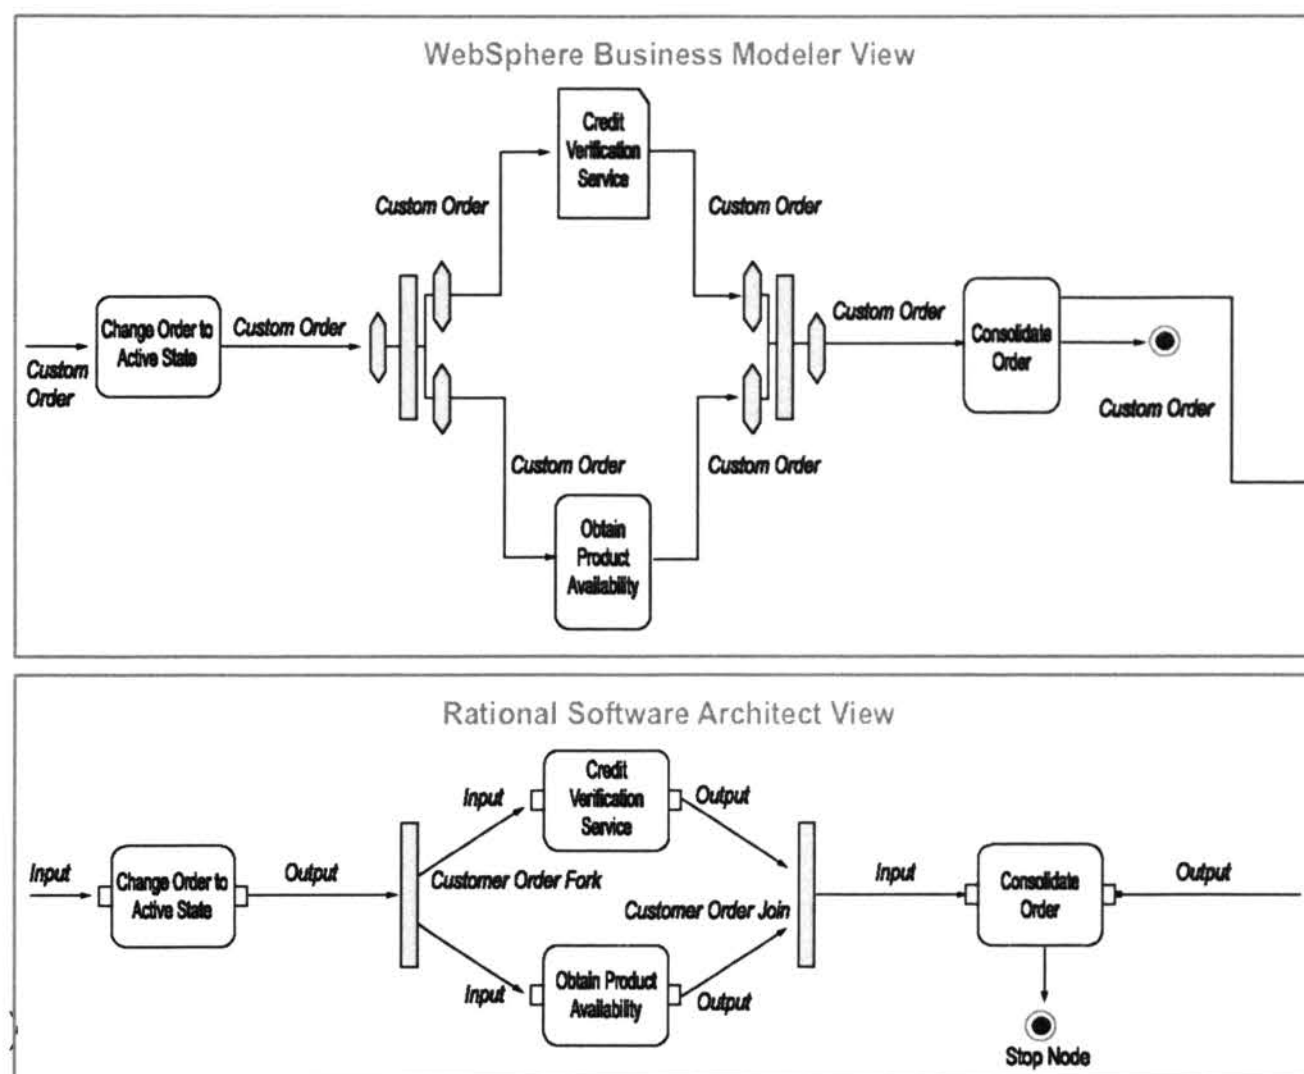 WebSphere Business Modeler View
Credit
Verification
Service
Custom Order
Custom Order
Change Order to
Active State
Custom Order
Custom
Order
Custom Order
Consolidate
Order
Custom Order
Custom Order
Custom Order
Obtain
Product
Availability
Rational Software Architect View
Credit
Verification
Service
Input
Output
Input
Change Order to
Active State
Output
Customer Order Fork
Customer Order Join
Input
Consolidate
Order
Output
Input
Obtain Product
Availability
Output
Stop Node